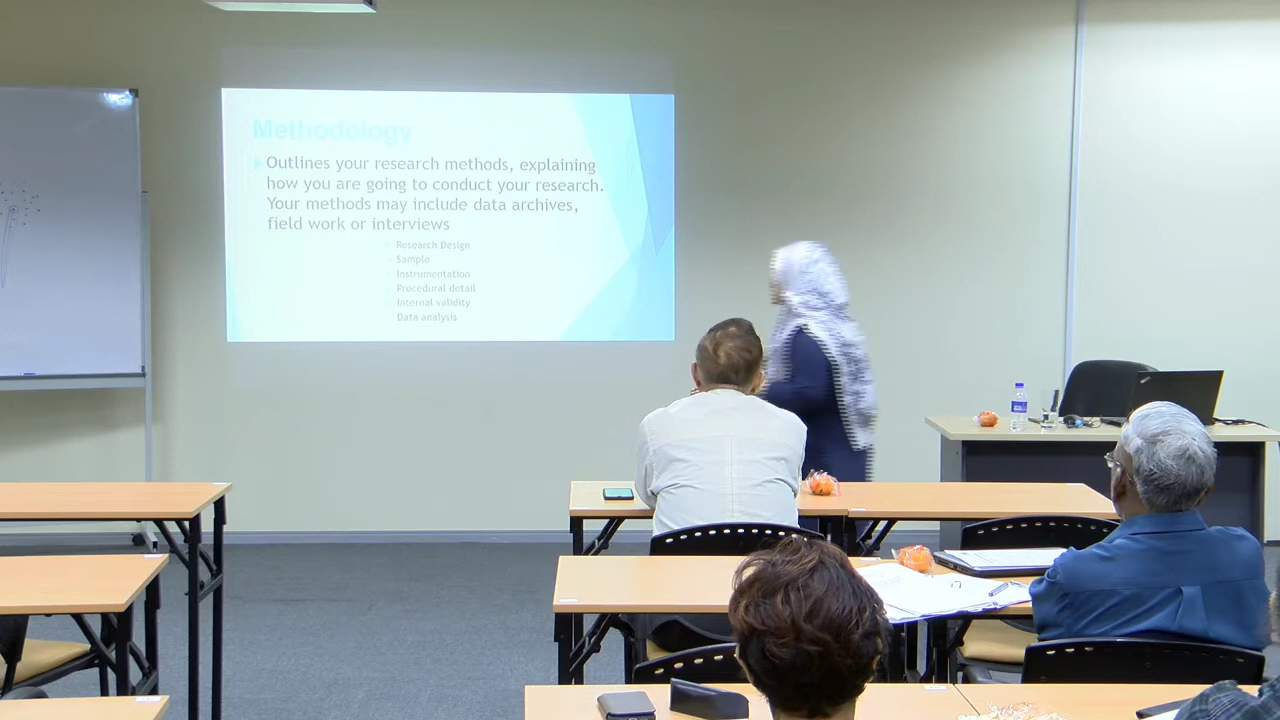 Methodology
Outlines your research methods, explaining
how you are going to conduct your research.
Your methods may include data archives,
field work or interviews
Research Design
Sample
Instrumentation
Procedural detail
Internal validity
Data analysis